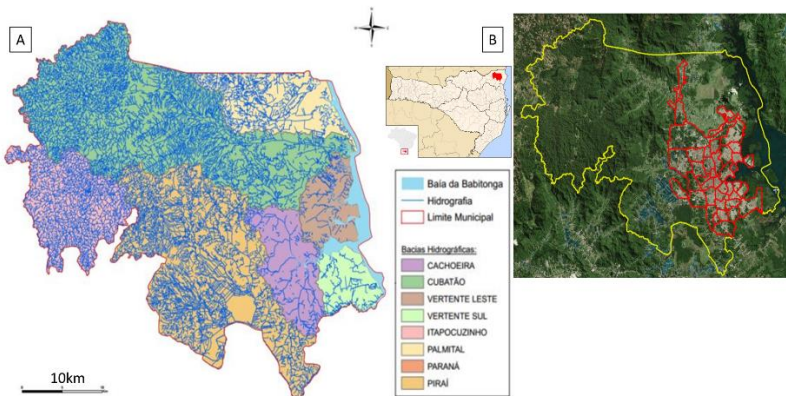 A
B
Baía da Babitonga
Hidrografia
Limite Municipal
Bacias Hidrográficas:
CACHOEIRA
CUBATÃO
VERTENTE LESTE
VERTENTE SUL
ITAPOCUZINHO
PALMITAL
PARANÁ
PIRAÍ
10km